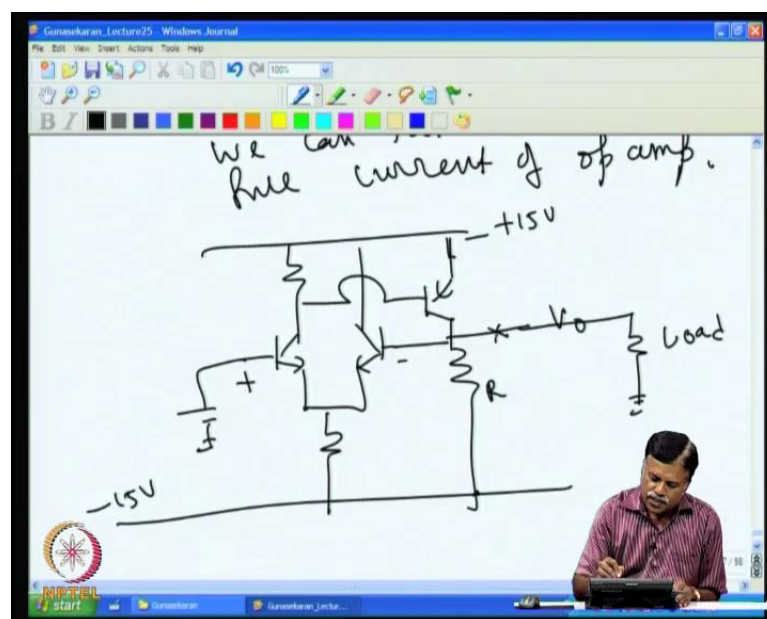 Gunasekaran_Lecture25 - Windows Journal
File Edit View Insert Actions Tools Help
100%
B I
we can
current of op amp.
+15V
Vo
Load
+
-
R
-15V
/ 98
NPTEL
start
Gunasekaran
Gunasekaran_Lectur...